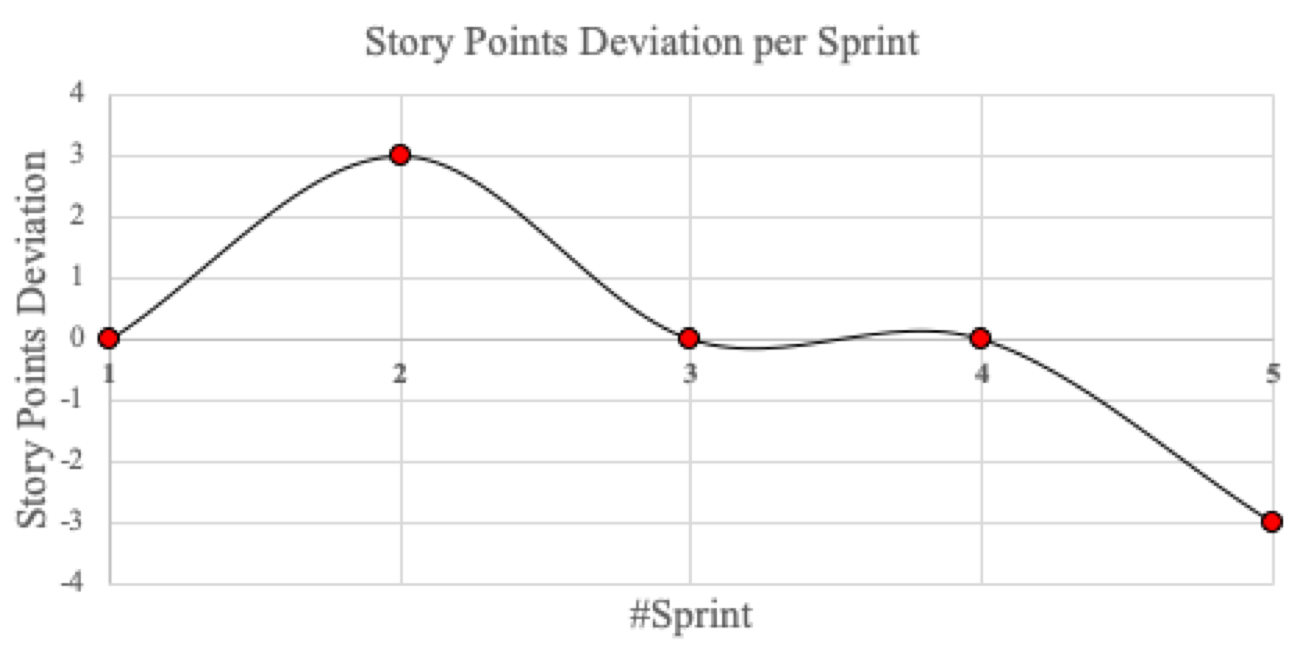 Story Points Deviation per Sprint
Story Points Deviation
4
3
2
1
0
-1
-2
-3
-4
1 2 3 4 5
#Sprint